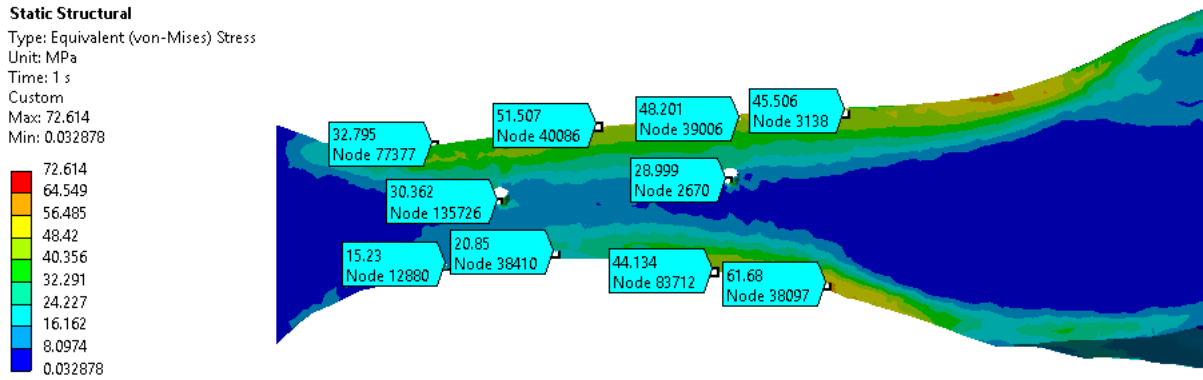 Static Structural
Type: Equivalent (von-Mises) Stress
Unit: MPa
Time: 1 s
Custom
Max: 72.614
Min: 0.032878
72.614
64.549
56.485
48.42
40.356
32.291
24.227
16.162
8.0974
0.032878
32.795
Node 77377
51.507
Node 40086
48.201
Node 39006
45.506
Node 3138
30.362
Node 135726
28.999
Node 2670
15.23
Node 12880
20.85
Node 38410
44.134
Node 83712
61.68
Node 38097